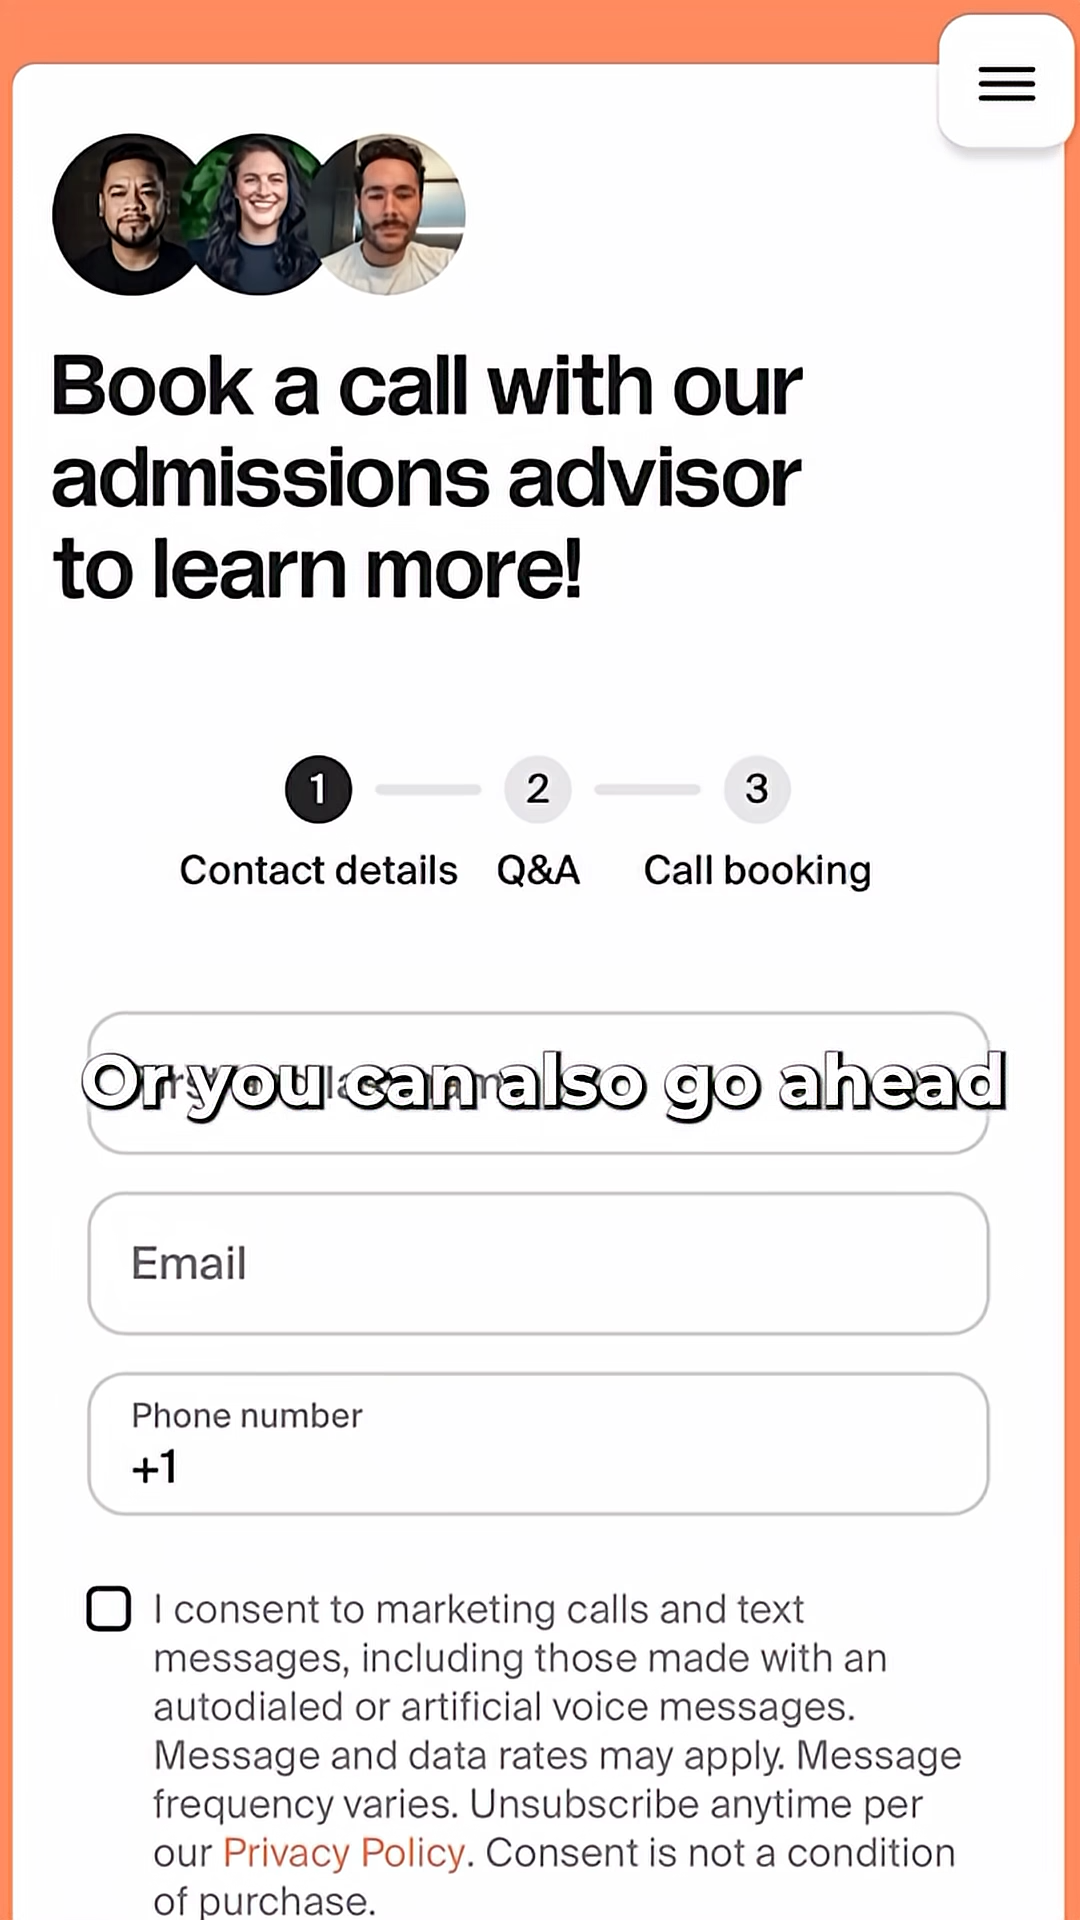 Book a call with our
admissions advisor
to learn more!
1
2
3
Contact details
Q&A
Call booking
Or you can also go ahead
Email
Phone number
+1
I consent to marketing calls and text
messages, including those made with an
autodialed or artificial voice messages.
Message and data rates may apply. Message
frequency varies. Unsubscribe anytime per
our Privacy Policy. Consent is not a condition
of purchase.